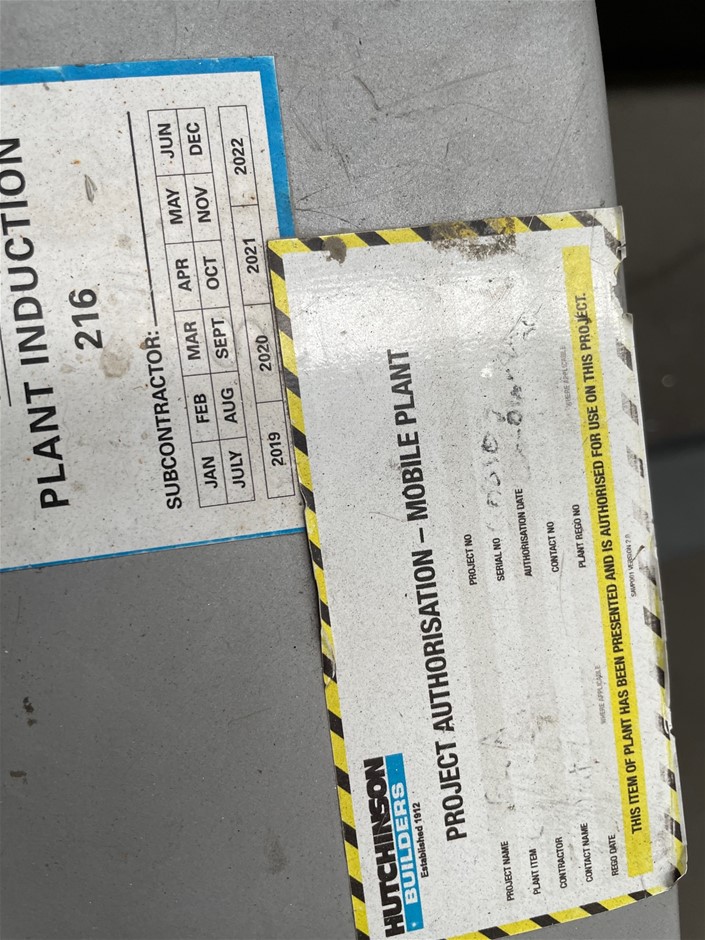 PLANT INDUCTION
216
SUBCONTRACTOR:
JAN FEB MAR APR MAY JUN
JULY AUG SEPT OCT NOV DEC
2019 2020 2021 2022
HUTCHINSON
BUILDERS
Established 1912
PROJECT AUTHORISATION – MOBILE PLANT
PROJECT NAME PROJECT NO
PLANT ITEM SERIAL NO
CONTRACTOR AUTHORISATION DATE
CONTACT NAME CONTACT NO
REGO DATE WHERE APPLICABLE PLANT REGO NO WHERE APPLICABLE
THIS ITEM OF PLANT HAS BEEN PRESENTED AND IS AUTHORISED FOR USE ON THIS PROJECT.